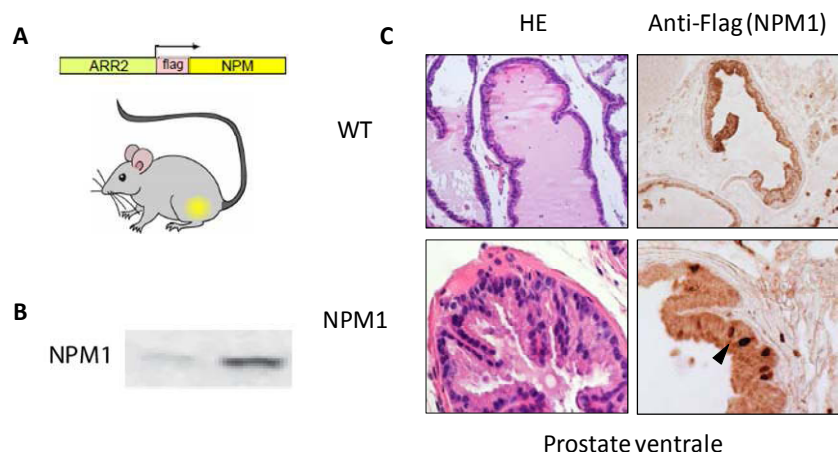 A
ARR2 flag NPM
B
NPM1
C
HE Anti-Flag (NPM1)
WT
NPM1
Prostate ventrale